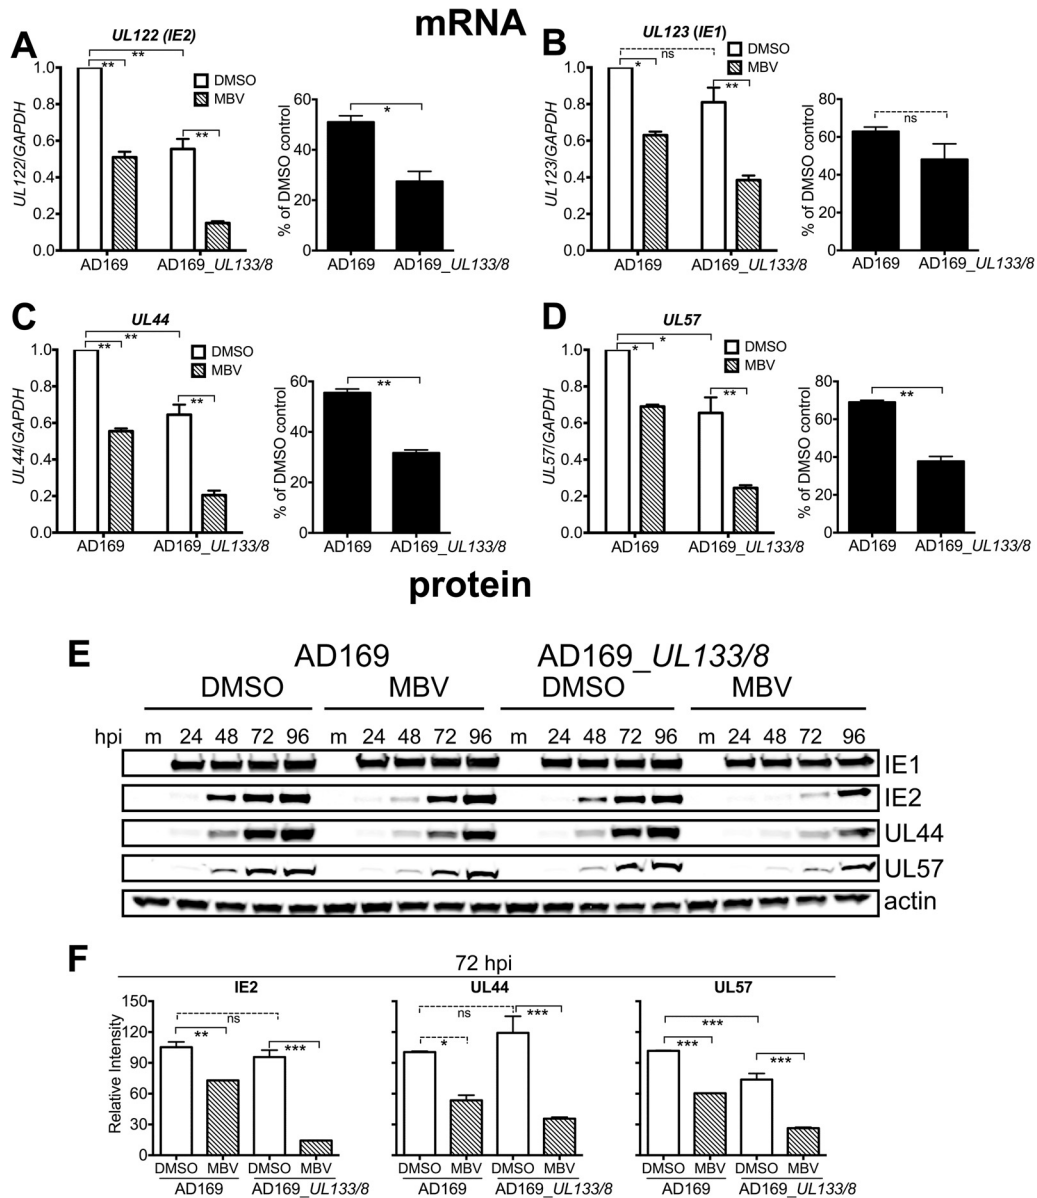 mRNA
A
UL122 (IE2)
**
**
**
DMSO
MBV
UL122/GAPDH
1.0
0.8
0.6
0.4
0.2
0.0
AD169
AD169_UL133/8
% of DMSO control
60
40
20
0
*
AD169
AD169_UL133/8
B
UL123 (IE1)
ns
*
**
DMSO
MBV
UL123/GAPDH
1.0
0.8
0.6
0.4
0.2
0.0
AD169
AD169_UL133/8
% of DMSO control
80
60
40
20
0
ns
AD169
AD169_UL133/8
C
UL44
**
**
**
DMSO
MBV
UL44/GAPDH
1.0
0.8
0.6
0.4
0.2
0.0
AD169
AD169_UL133/8
% of DMSO control
60
40
20
0
**
AD169
AD169_UL133/8
D
UL57
*
*
**
DMSO
MBV
UL57/GAPDH
1.0
0.8
0.6
0.4
0.2
0.0
AD169
AD169_UL133/8
% of DMSO control
80
60
40
20
0
**
AD169
AD169_UL133/8
protein
E
AD169 AD169_UL133/8
DMSO MBV DMSO MBV
hpi m 24 48 72 96 m 24 48 72 96 m 24 48 72 96 m 24 48 72 96
IE1
IE2
UL44
UL57
actin
F
72 hpi
IE2 UL44 UL57
Relative Intensity
150
120
90
60
30
0
ns
**
***
ns
*
***
***
***
***
DMSO MBV DMSO MBV DMSO MBV DMSO MBV DMSO MBV DMSO MBV
AD169 AD169_UL133/8 AD169 AD169_UL133/8 AD169 AD169_UL133/8